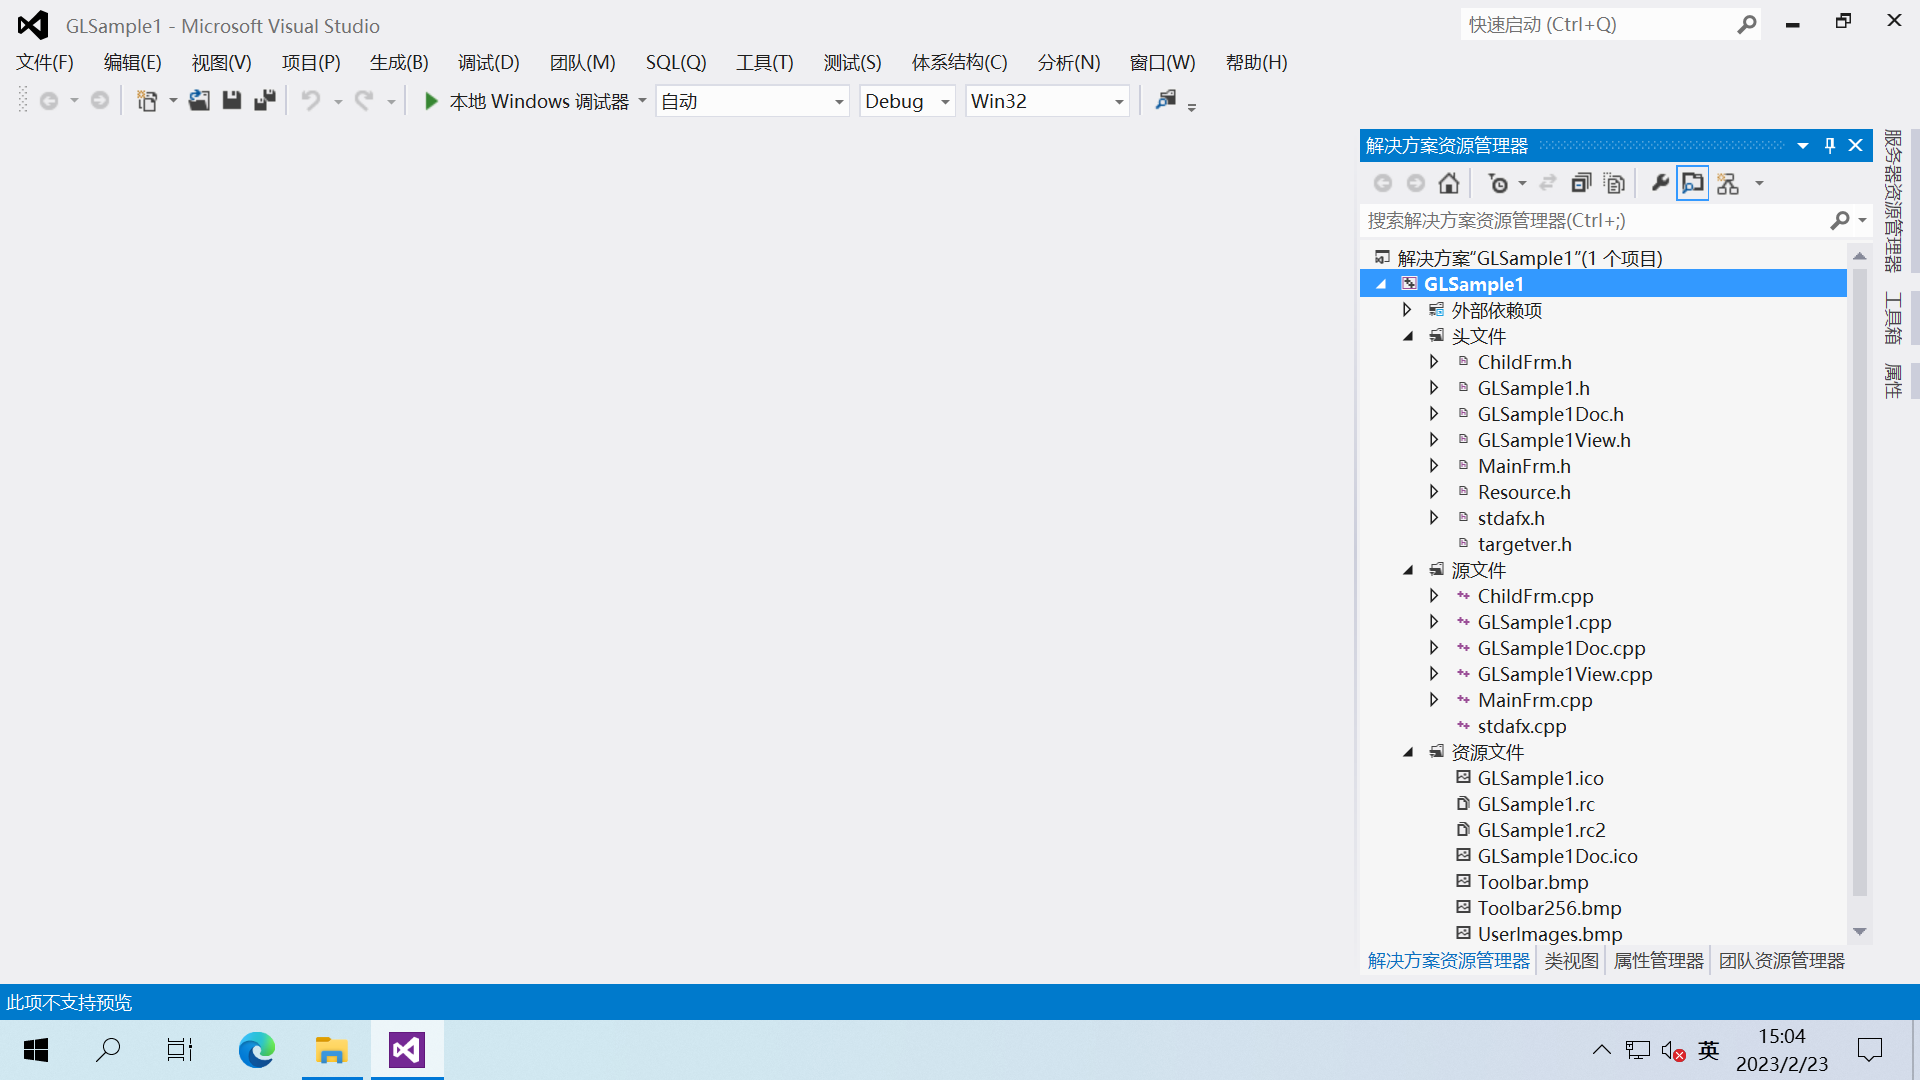 GLSample1 - Microsoft Visual Studio
快速启动 (Ctrl+Q)
文件(F) 编辑(E) 视图(V) 项目(P) 生成(B) 调试(D) 团队(M) SQL(Q) 工具(T) 测试(S) 体系结构(C) 分析(N) 窗口(W) 帮助(H)
本地 Windows 调试器 自动 Debug Win32
解决方案资源管理器
搜索解决方案资源管理器(Ctrl+;)
解决方案“GLSample1”(1 个项目)
GLSample1
外部依赖项
头文件
ChildFrm.h
GLSample1.h
GLSample1Doc.h
GLSample1View.h
MainFrm.h
Resource.h
stdafx.h
targetver.h
源文件
ChildFrm.cpp
GLSample1.cpp
GLSample1Doc.cpp
GLSample1View.cpp
MainFrm.cpp
stdafx.cpp
资源文件
GLSample1.ico
GLSample1.rc
GLSample1.rc2
GLSample1Doc.ico
Toolbar.bmp
Toolbar256.bmp
UserImages.bmp
解决方案资源管理器 类视图 属性管理器 团队资源管理器
服务器资源管理器
工具箱
属性
此项不支持预览
英
15:04
2023/2/23